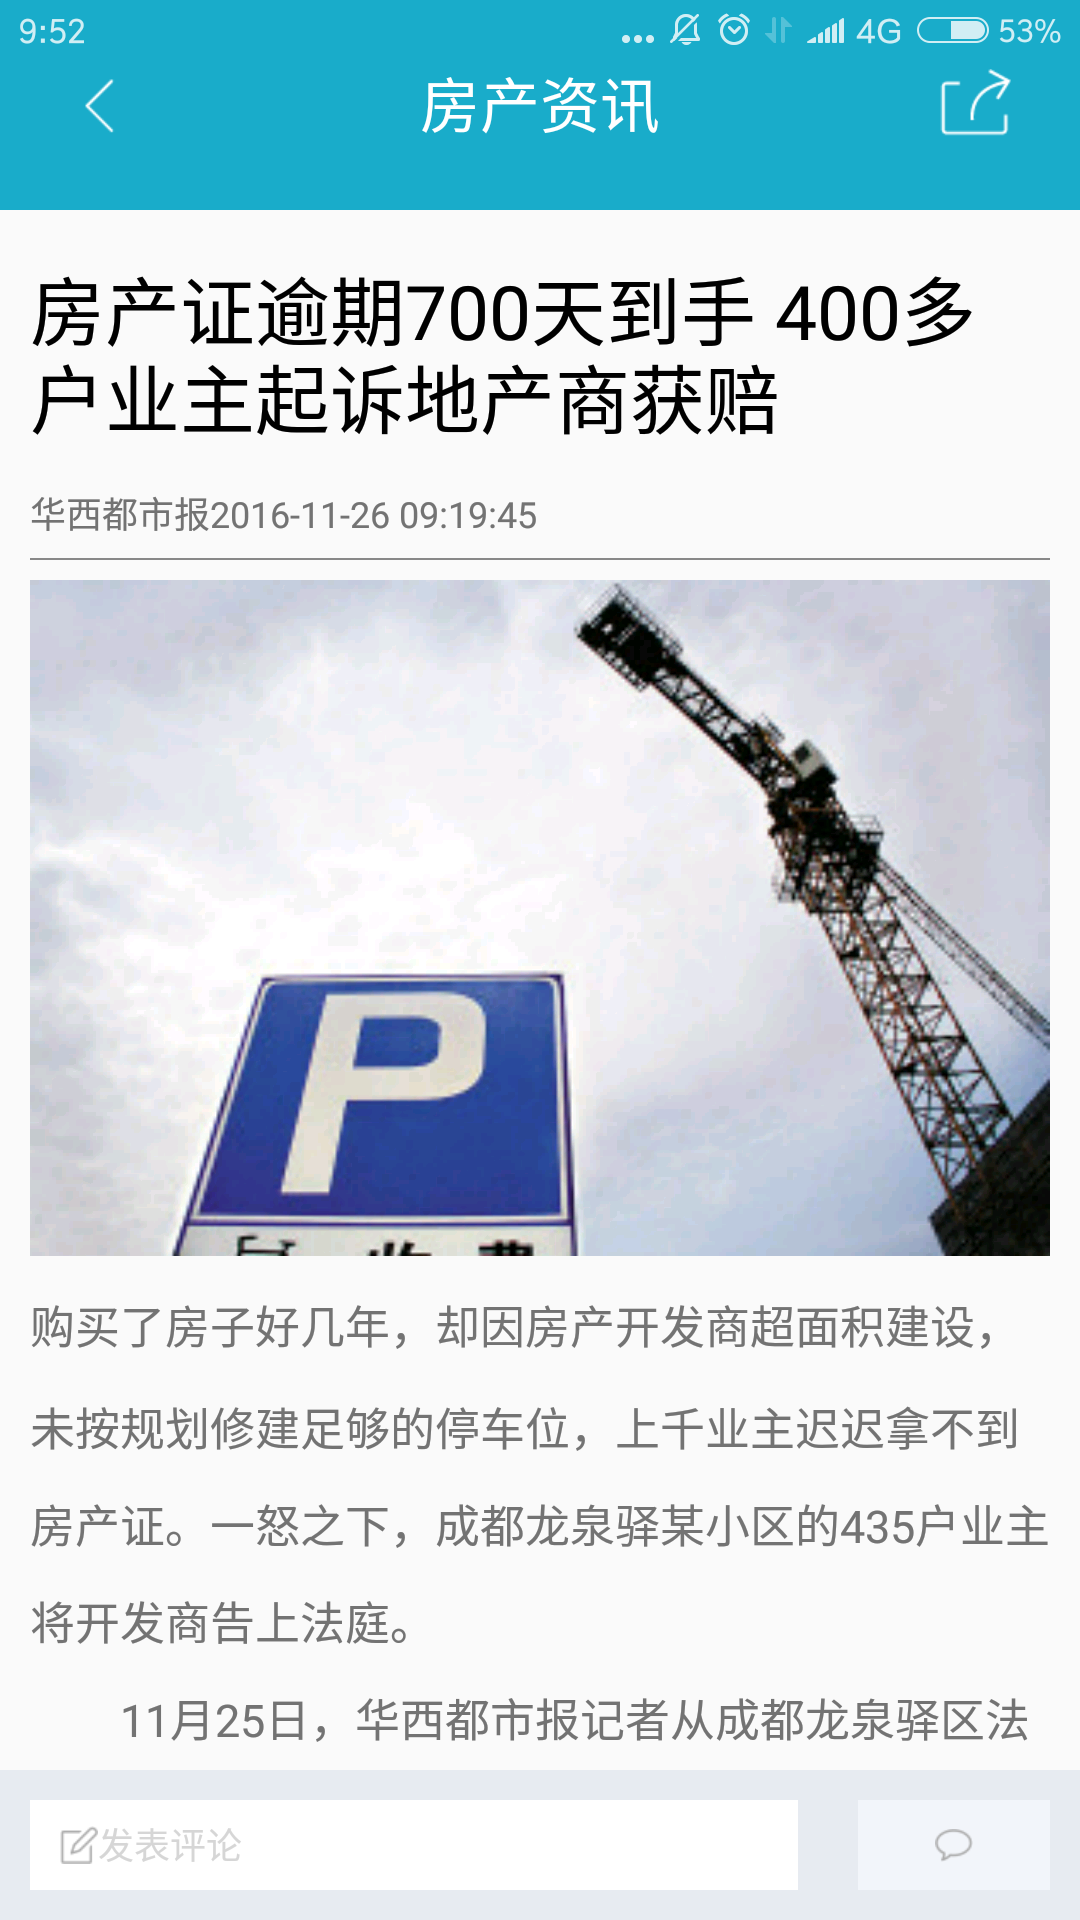 9:52
4G
53%
房产资讯
房产证逾期700天到手 400多
户业主起诉地产商获赔
华西都市报2016-11-26 09:19:45
P
收费
购买了房子好几年，却因房产开发商超面积建设，
未按规划修建足够的停车位，上千业主迟迟拿不到
房产证。一怒之下，成都龙泉驿某小区的435户业主
将开发商告上法庭。
11月25日，华西都市报记者从成都龙泉驿区法
发表评论